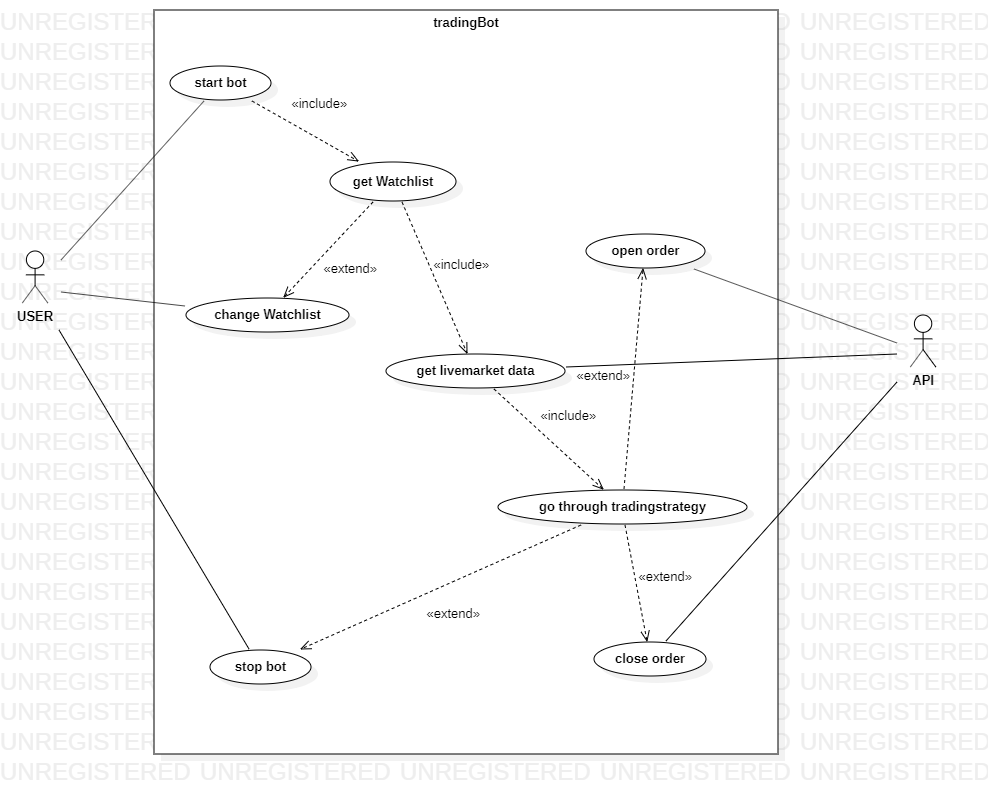 tradingBot
start bot
«include»
get Watchlist
«extend»
«include»
open order
USER
change Watchlist
get livemarket data
«extend»
API
«include»
go through tradingstrategy
«extend»
«extend»
stop bot
close order
UNREGISTERED UNREGISTERED UNREGISTERED UNREGISTERED UNREGISTERED